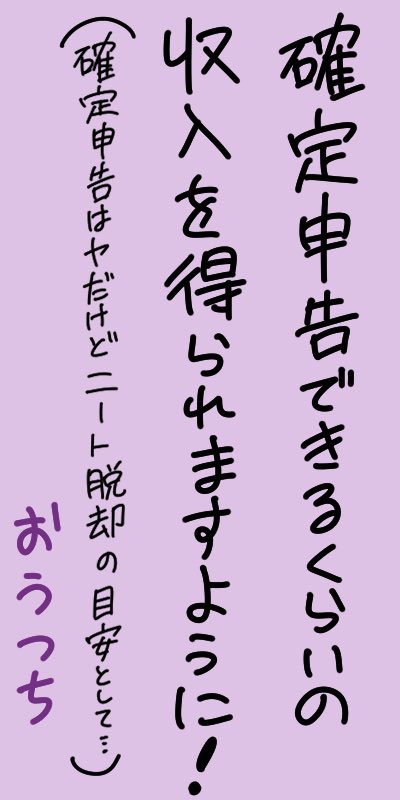 確定申告できるくらいの
収入を得られますように！
（確定申告はヤだけどニート脱却の目安として…）
おうっち